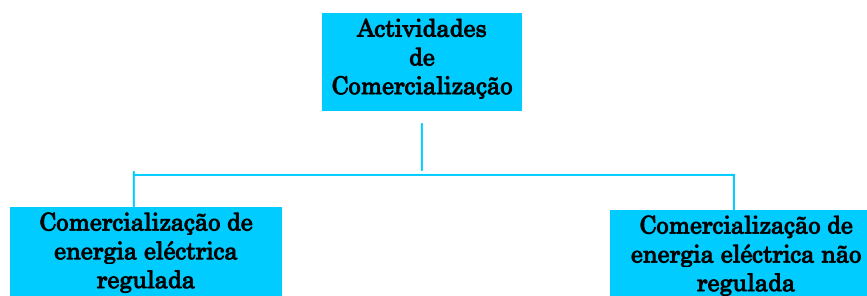 Actividades
de
Comercialização
Comercialização de
energia eléctrica
regulada
Comercialização de
energia eléctrica não
regulada